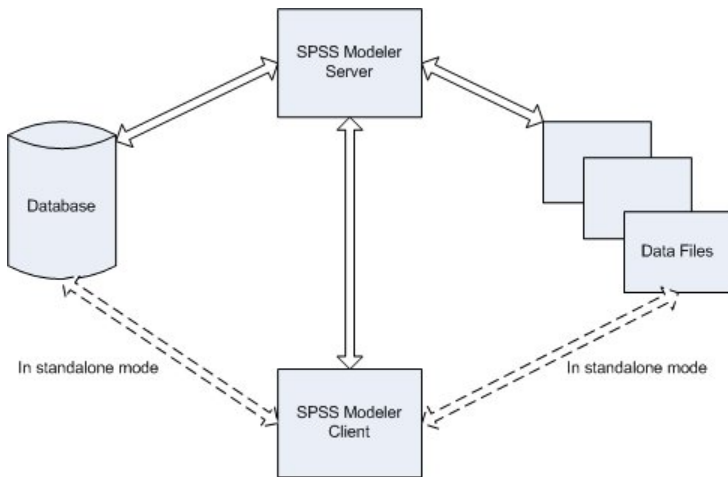 SPSS Modeler
Server
Database
Data Files
In standalone mode
In standalone mode
SPSS Modeler
Client